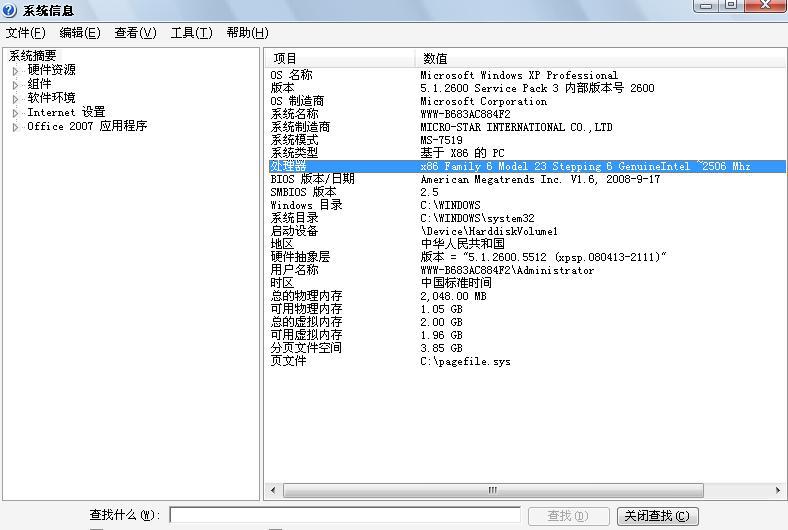 系统信息
文件(F) 编辑(E) 查看(V) 工具(T) 帮助(H)
系统摘要
硬件资源
组件
软件环境
Internet 设置
Office 2007 应用程序
项目 数值
OS 名称 Microsoft Windows XP Professional
版本 5.1.2600 Service Pack 3 内部版本号 2600
OS 制造商 Microsoft Corporation
系统名称 WWW-B683AC884F2
系统制造商 MICRO-STAR INTERNATIONAL CO.,LTD
系统模式 MS-7519
系统类型 基于 X86 的 PC
处理器 x86 Family 6 Model 23 Stepping 6 GenuineIntel ~2506 Mhz
BIOS 版本/日期 American Megatrends Inc. V1.6, 2008-9-17
SMBIOS 版本 2.5
Windows 目录 C:\WINDOWS
系统目录 C:\WINDOWS\system32
启动设备 \Device\HarddiskVolume1
地区 中华人民共和国
硬件抽象层 版本 = "5.1.2600.5512 (xpsp.080413-2111)"
用户名称 WWW-B683AC884F2\Administrator
时区 中国标准时间
总的物理内存 2,048.00 MB
可用物理内存 1.05 GB
总的虚拟内存 2.00 GB
可用虚拟内存 1.96 GB
分页文件空间 3.85 GB
页文件 C:\pagefile.sys
查找什么(W): 查找(D) 关闭查找(C)